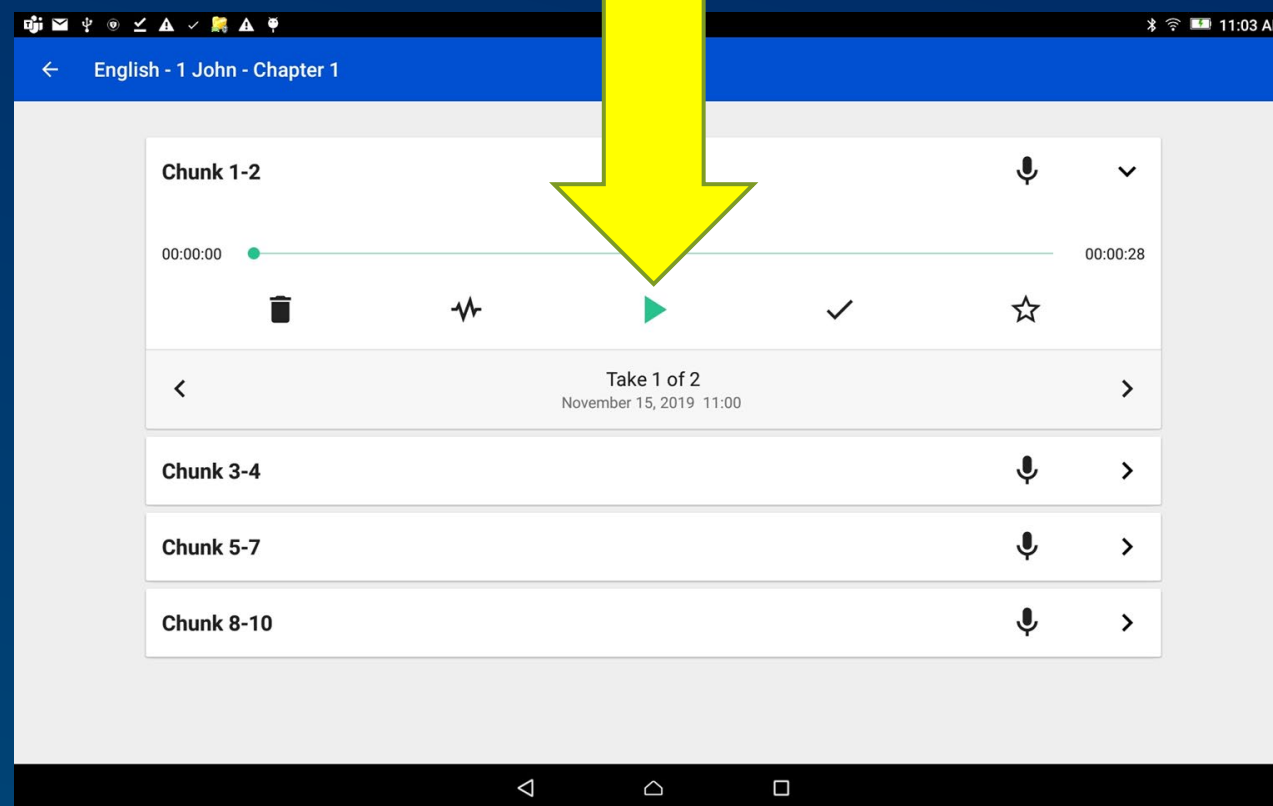 11:03 A
English - 1 John - Chapter 1
Chunk 1-2
00:00:00
00:00:28
Take 1 of 2
November 15, 2019 11:00
Chunk 3-4
Chunk 5-7
Chunk 8-10